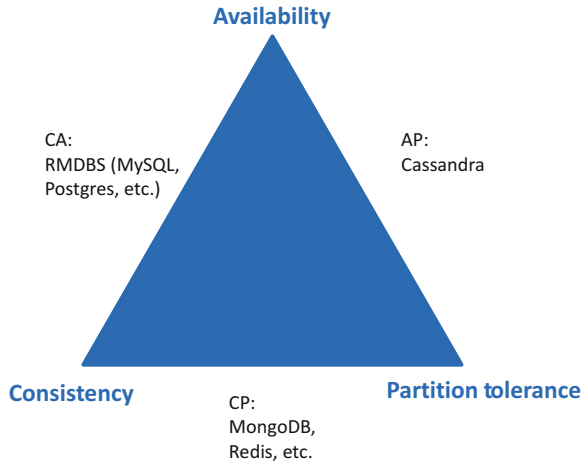 Availability
CA:
RMDBS (MySQL,
Postgres, etc.)
AP:
Cassandra
Consistency
Partition tolerance
CP:
MongoDB,
Redis, etc.